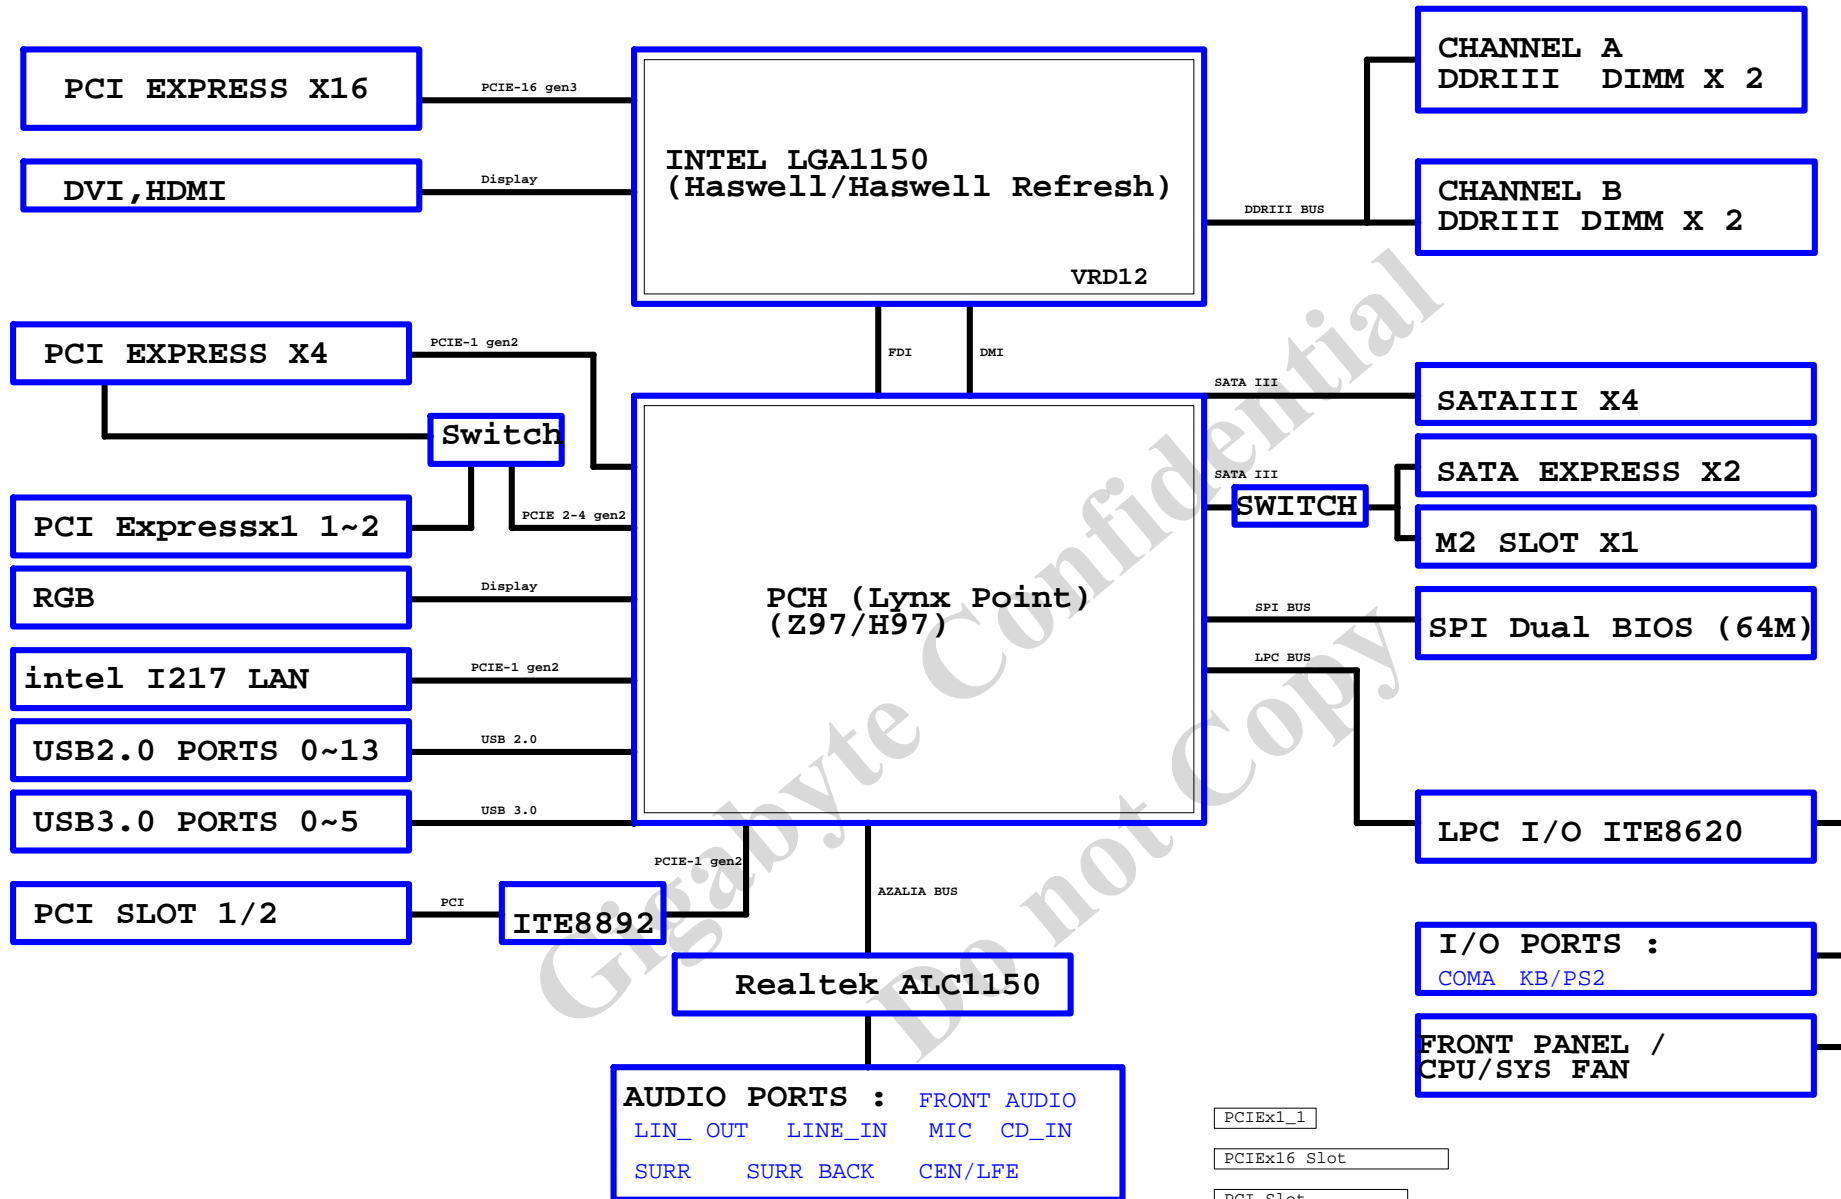 PCI EXPRESS X16
PCIE-16 gen3
DVI,HDMI
Display
INTEL LGA1150
(Haswell/Haswell Refresh)
VRD12
DDRIII BUS
CHANNEL A
DDRIII DIMM X 2
CHANNEL B
DDRIII DIMM X 2
FDI
DMI
PCI EXPRESS X4
PCIE-1 gen2
Switch
PCI Expressx1 1~2
PCIE 2-4 gen2
RGB
Display
intel I217 LAN
PCIE-1 gen2
USB2.0 PORTS 0~13
USB 2.0
USB3.0 PORTS 0~5
USB 3.0
PCI SLOT 1/2
PCI
ITE8892
PCIE-1 gen2
PCH (Lynx Point)
(Z97/H97)
SATA III
SATAIII X4
SATA III
SWITCH
SATA EXPRESS X2
M2 SLOT X1
SPI BUS
SPI Dual BIOS (64M)
LPC BUS
LPC I/O ITE8620
I/O PORTS :
COMA KB/PS2
FRONT PANEL /
CPU/SYS FAN
AZALIA BUS
Realtek ALC1150
AUDIO PORTS : FRONT AUDIO
LIN_ OUT LINE_IN MIC CD_IN
SURR SURR BACK CEN/LFE
PCIEx1_1
PCIEx16 Slot
PCI Slot
Gigabyte Confidential
Do not Copy